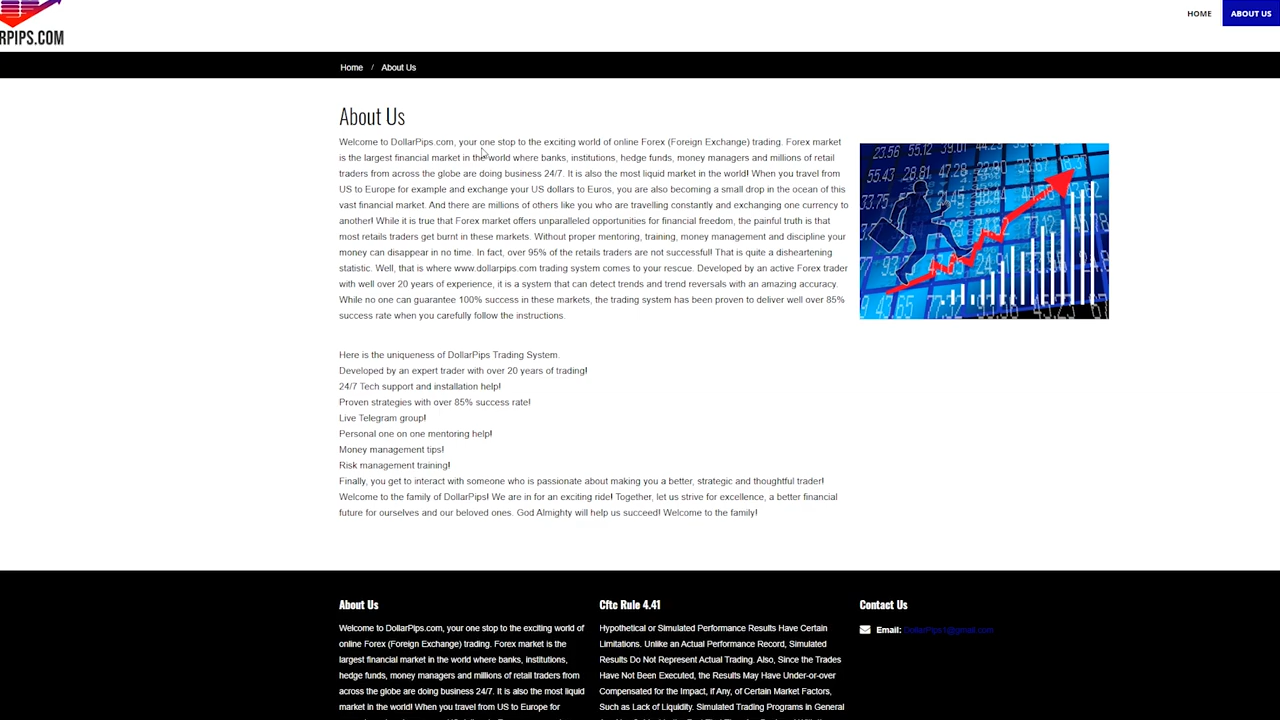 RPIPS.COM
HOME
ABOUT US
Home / About Us
About Us
Welcome to DollarPips.com, your one stop to the exciting world of online Forex (Foreign Exchange) trading. Forex market
is the largest financial market in the world where banks, institutions, hedge funds, money managers and millions of retail
traders from across the globe are doing business 24/7. It is also the most liquid market in the world! When you travel from
US to Europe for example and exchange your US dollars to Euros, you are also becoming a small drop in the ocean of this
vast financial market. And there are millions of others like you who are travelling constantly and exchanging one currency to
another! While it is true that Forex market offers unparalleled opportunities for financial freedom, the painful truth is that
most retails traders get burnt in these markets. Without proper mentoring, training, money management and discipline your
money can disappear in no time. In fact, over 95% of the retails traders are not successful! That is quite a disheartening
statistic. Well, that is where www.dollarpips.com trading system comes to your rescue. Developed by an active Forex trader
with well over 20 years of experience, it is a system that can detect trends and trend reversals with an amazing accuracy.
While no one can guarantee 100% success in these markets, the trading system has been proven to deliver well over 85%
success rate when you carefully follow the instructions.
Here is the uniqueness of DollarPips Trading System.
Developed by an expert trader with over 20 years of trading!
24/7 Tech support and installation help!
Proven strategies with over 85% success rate!
Live Telegram group!
Personal one on one mentoring help!
Money management tips!
Risk management training!
Finally, you get to interact with someone who is passionate about making you a better, strategic and thoughtful trader!
Welcome to the family of DollarPips! We are in for an exciting ride! Together, let us strive for excellence, a better financial
future for ourselves and our beloved ones. God Almighty will help us succeed! Welcome to the family!
About Us
Welcome to DollarPips.com, your one stop to the exciting world of
online Forex (Foreign Exchange) trading. Forex market is the
largest financial market in the world where banks, institutions,
hedge funds, money managers and millions of retail traders from
across the globe are doing business 24/7. It is also the most liquid
market in the world! When you travel from US to Europe for
Cftc Rule 4.41
Hypothetical or Simulated Performance Results Have Certain
Limitations. Unlike an Actual Performance Record, Simulated
Results Do Not Represent Actual Trading. Also, Since the Trades
Have Not Been Executed, the Results May Have Under-or-over
Compensated for the Impact, if Any, of Certain Market Factors,
Such as Lack of Liquidity. Simulated Trading Programs in General
Contact Us
Email: DollarPips1@gmail.com